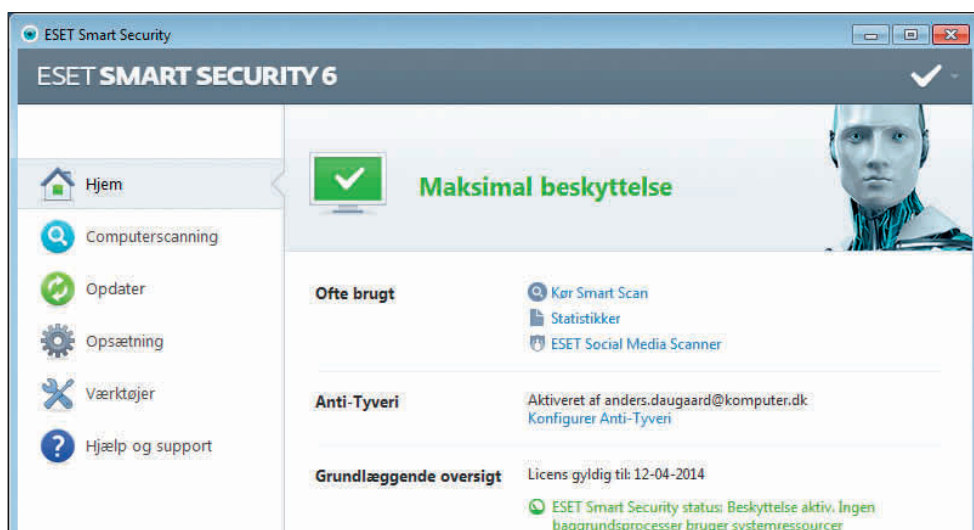 ESET Smart Security
ESET SMART SECURITY 6
Hjem
Computerscanning
Opdater
Opsætning
Værktøjer
Hjælp og support
Maksimal beskyttelse
Ofte brugt
Kør Smart Scan
Statistikker
ESET Social Media Scanner
Anti-Tyveri
Aktiveret af anders.daugaard@komputer.dk
Konfigurer Anti-Tyveri
Grundlæggende oversigt
Licens gyldig til: 12-04-2014
ESET Smart Security status: Beskyttelse aktiv. Ingen
baggrundsprocesser bruger systemressourcer